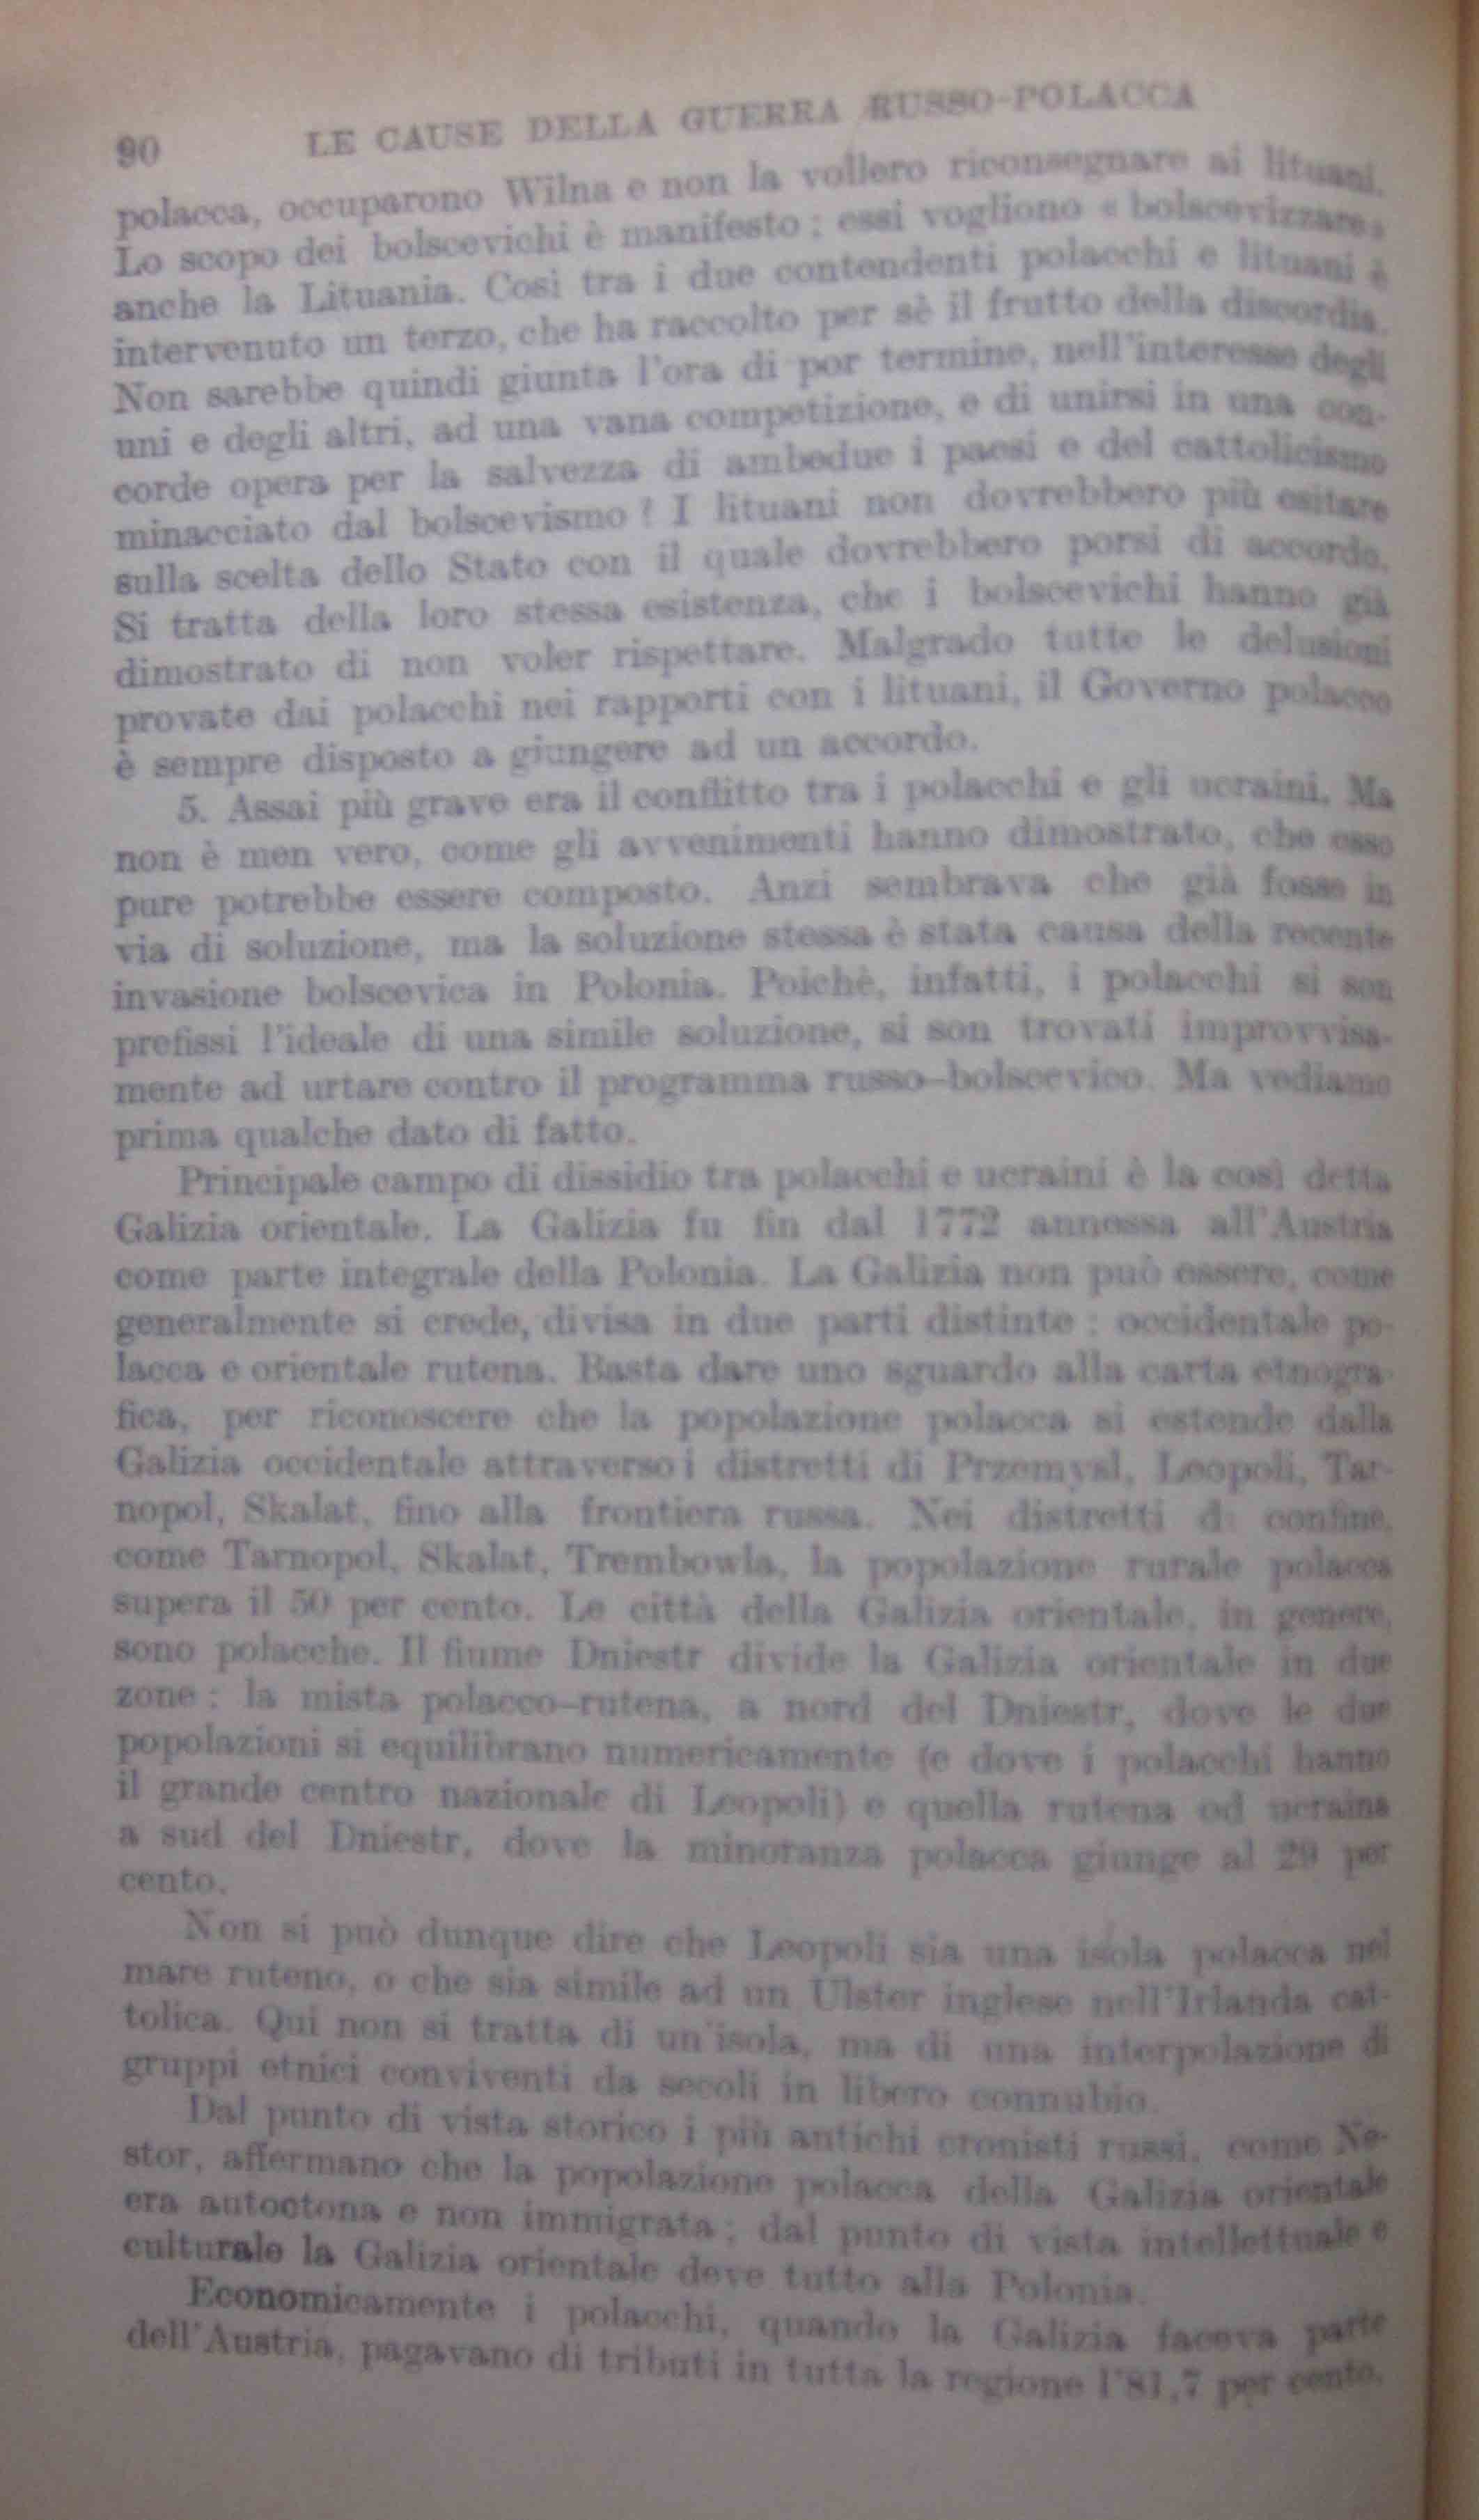 90 LE CAUSE DELLA GUERRA RUSSO-POLACCA
polacca, occuparono Wilna e non la vollero riconsegnare ai lituani.
Lo scopo dei bolscevichi è manifesto ; essi vogliono « bolscevizzare »
anche la Lituania. Così tra i due contendenti polacchi e lituani è
intervenuto un terzo, che ha raccolto per sè il frutto della discordia.
Non sarebbe quindi giunta l'ora di por termine, nell'interesse degli
uni e degli altri, ad una vana competizione, e di unirsi in una con-
corde opera per la salvezza di ambedue i paesi e del cattolicismo
minacciato dal bolscevismo ? I lituani non dovrebbero più esitare
sulla scelta dello Stato con il quale dovrebbero porsi di accordo.
Si tratta della loro stessa esistenza, che i bolscevichi hanno già
dimostrato di non voler rispettare. Malgrado tutte le delusioni
provate dai polacchi nei rapporti con i lituani, il Governo polacco
è sempre disposto a giungere ad un accordo.
5. Assai più grave era il conflitto tra i polacchi e gli ucraini. Ma
non è men vero, come gli avvenimenti hanno dimostrato, che esso
pure potrebbe essere composto. Anzi sembrava che già fosse in
via di soluzione, ma la soluzione stessa è stata causa della recente
invasione bolscevica in Polonia. Poichè, infatti, i polacchi si son
prefissi l'ideale di una simile soluzione, si son trovati improvvisa-
mente ad urtare contro il programma russo-bolscevico. Ma vediamo
prima qualche dato di fatto.
Principale campo di dissidio tra polacchi e ucraini è la così detta
Galizia orientale. La Galizia fu fin dal 1772 annessa all'Austria
come parte integrale della Polonia. La Galizia non può essere, come
generalmente si crede, divisa in due parti distinte : occidentale po-
lacca e orientale rutena. Basta dare uno sguardo alla carta etnogra-
fica, per riconoscere che la popolazione polacca si estende dalla
Galizia occidentale attraverso i distretti di Przemysl, Leopoli, Tar-
nopol, Skalat, fino alla frontiera russa. Nei distretti di confine,
come Tarnopol, Skalat, Trembowla, la popolazione rurale polacca
supera il 50 per cento. Le città della Galizia orientale, in genere,
sono polacche. Il fiume Dniestr divide la Galizia orientale in due
zone : la mista polacco-rutena, a nord del Dniestr, dove le due
popolazioni si equilibrano numericamente (e dove i polacchi hanno
il grande centro nazionale di Leopoli) e quella rutena od ucraina
a sud del Dniestr, dove la minoranza polacca giunge al 29 per
cento.
Non si può dunque dire che Leopoli sia una isola polacca nel
mare ruteno, o che sia simile ad un Ulster inglese nell'Irlanda cat-
tolica. Qui non si tratta di un'isola, ma di una interpolazione di
gruppi etnici conviventi da secoli in libero connubio.
Dal punto di vista storico i più antichi cronisti russi, come Ne-
stor, affermano che la popolazione polacca della Galizia orientale
era autoctona e non immigrata ; dal punto di vista intellettuale e
culturale la Galizia orientale deve tutto alla Polonia.
Economicamente i polacchi, quando la Galizia faceva parte
dell'Austria, pagavano di tributi in tutta la regione l'81,7 per cento.